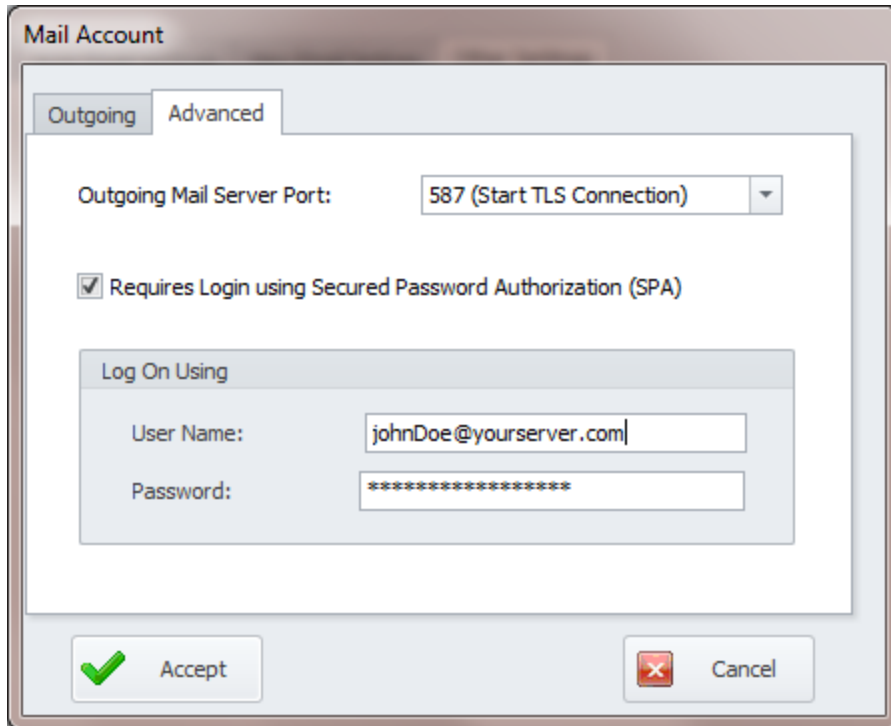 Mail Account
Outgoing
Advanced
Outgoing Mail Server Port:
587 (Start TLS Connection)
Requires Login using Secured Password Authorization (SPA)
Log On Using
User Name:
johnDoe@yourserver.com
Password:
*****************
Accept
Cancel